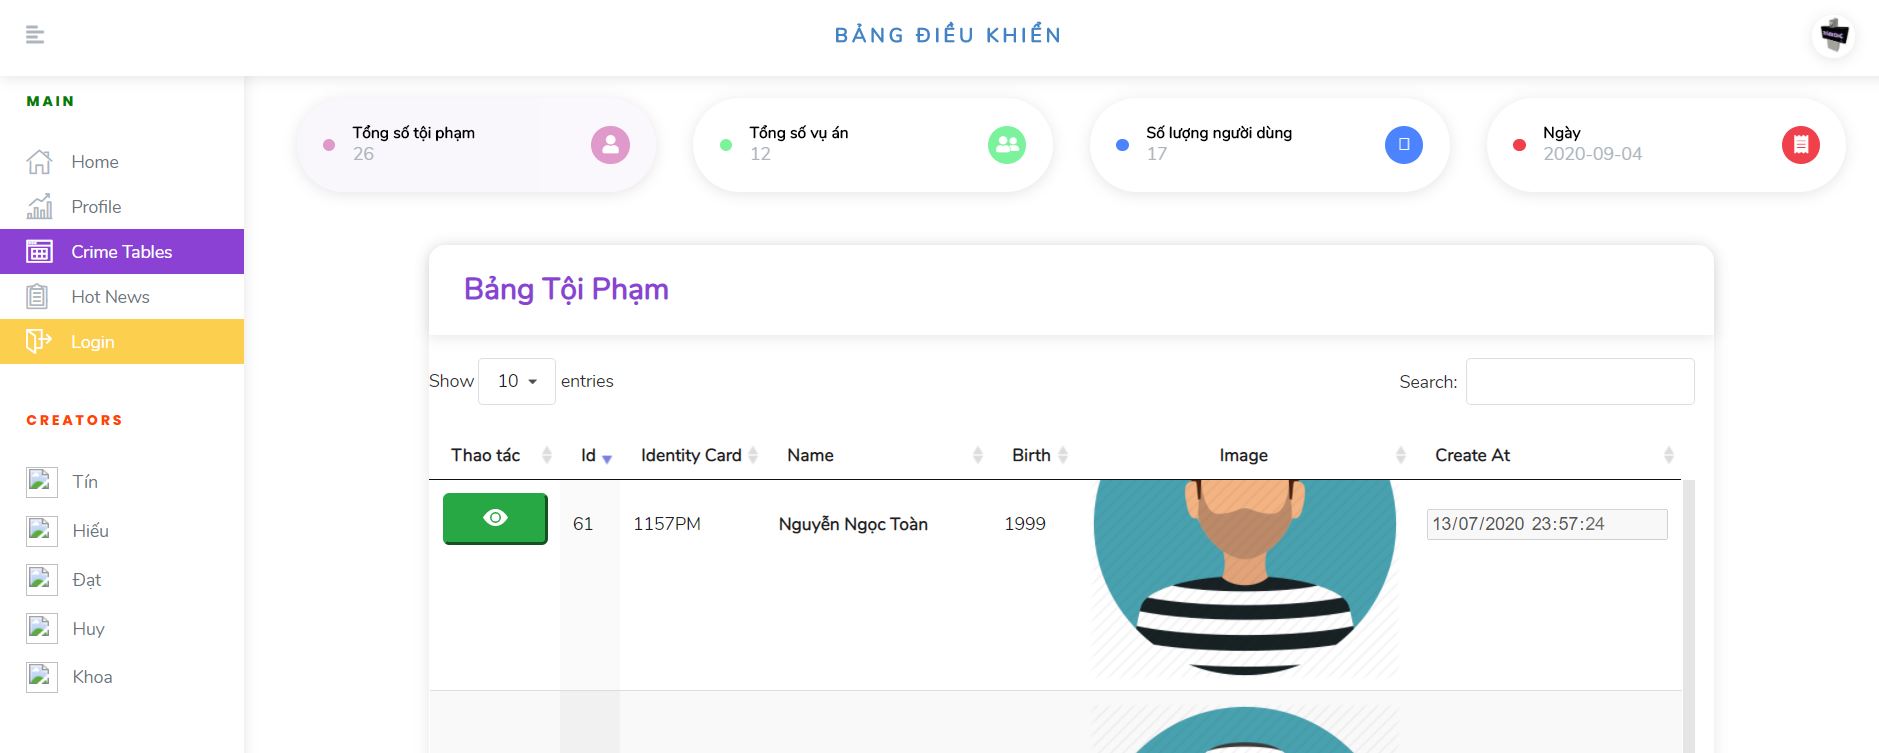 BẢNG ĐIỀU KHIỂN
MAIN
Home
Profile
Crime Tables
Hot News
Login
CREATORS
Tín
Hiếu
Đạt
Huy
Khoa
Tổng số tội phạm
26
Tổng số vụ án
12
Số lượng người dùng
17
Ngày
2020-09-04
Bảng Tội Phạm
Show 10 entries
Search:
Thao tác Id Identity Card Name Birth Image Create At
61 1157PM Nguyễn Ngọc Toàn 1999 13/07/2020 23:57:24